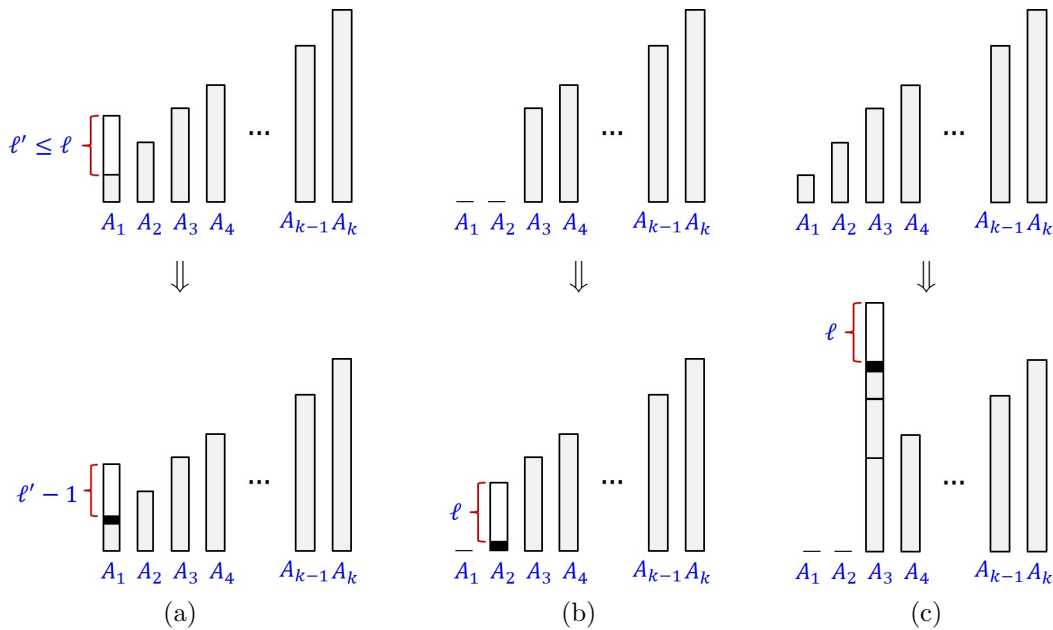 ℓ′ ≤ ℓ
...
A₁ A₂ A₃ A₄ Aₖ₋₁ Aₖ
...
A₁ A₂ A₃ A₄ Aₖ₋₁ Aₖ
...
A₁ A₂ A₃ A₄ Aₖ₋₁ Aₖ
⇓ ⇓ ⇓
ℓ′ − 1
...
A₁ A₂ A₃ A₄ Aₖ₋₁ Aₖ
ℓ
...
A₁ A₂ A₃ A₄ Aₖ₋₁ Aₖ
ℓ
...
A₁ A₂ A₃ A₄ Aₖ₋₁ Aₖ
(a) (b) (c)